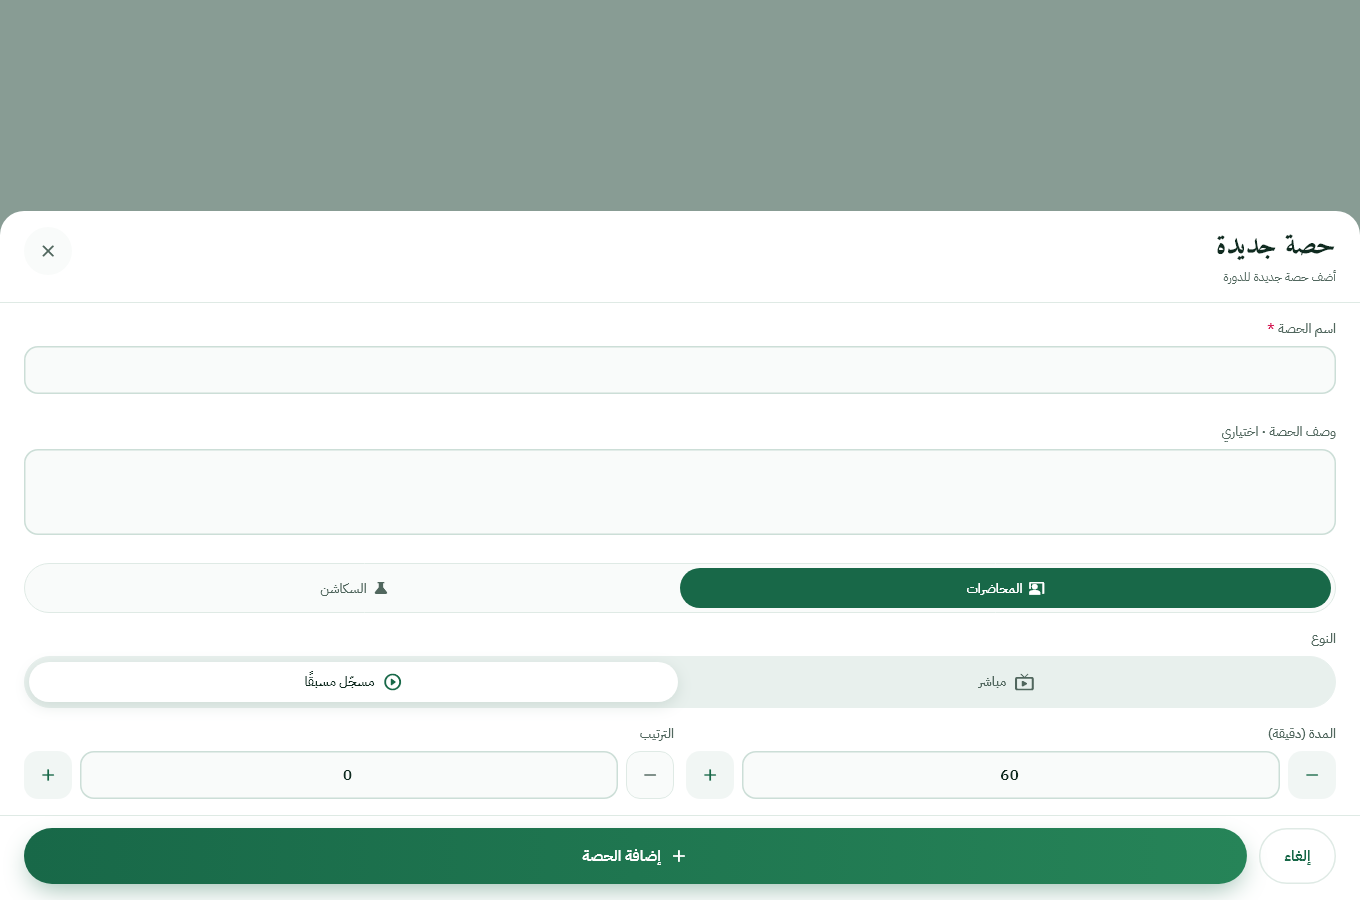 حصة جديدة
أضف حصة جديدة للدورة
اسم الحصة *
وصف الحصة · اختياري
المحاضرات
السكاشن
النوع
مباشر
مسجّل مسبقًا
المدة (دقيقة)
60
الترتيب
0
إلغاء
إضافة الحصة